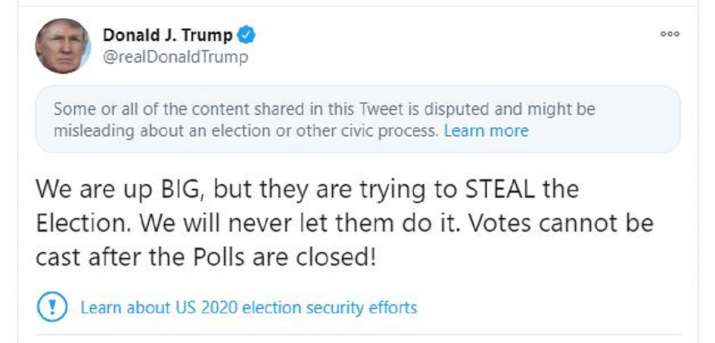 Donald J. Trump
@realDonaldTrump
Some or all of the content shared in this Tweet is disputed and might be
misleading about an election or other civic process. Learn more
We are up BIG, but they are trying to STEAL the
Election. We will never let them do it. Votes cannot be
cast after the Polls are closed!
Learn about US 2020 election security efforts